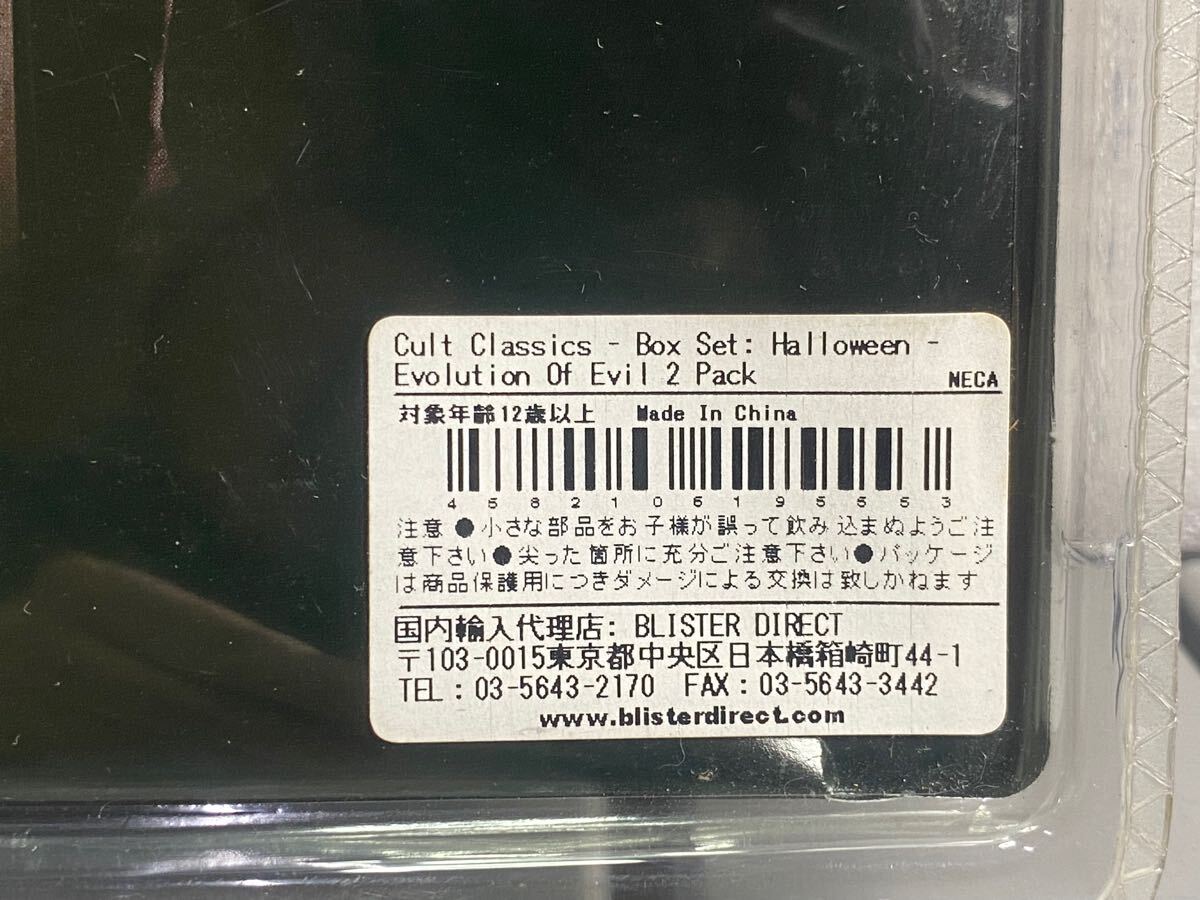 Cult Classics - Box Set: Halloween -
Evolution Of Evil 2 Pack
NECA
対象年齢12歳以上 Made In China
4582106195553
注意 ●小さな部品をお子様が誤って飲み込まぬようご注
意下さい●尖った箇所に充分ご注意下さい●パッケージ
は商品保護用につきダメージによる交換は致しかねます
国内輸入代理店: BLISTER DIRECT
〒103-0015東京都中央区日本橋箱崎町44-1
TEL : 03-5643-2170 FAX : 03-5643-3442
www.blisterdirect.com